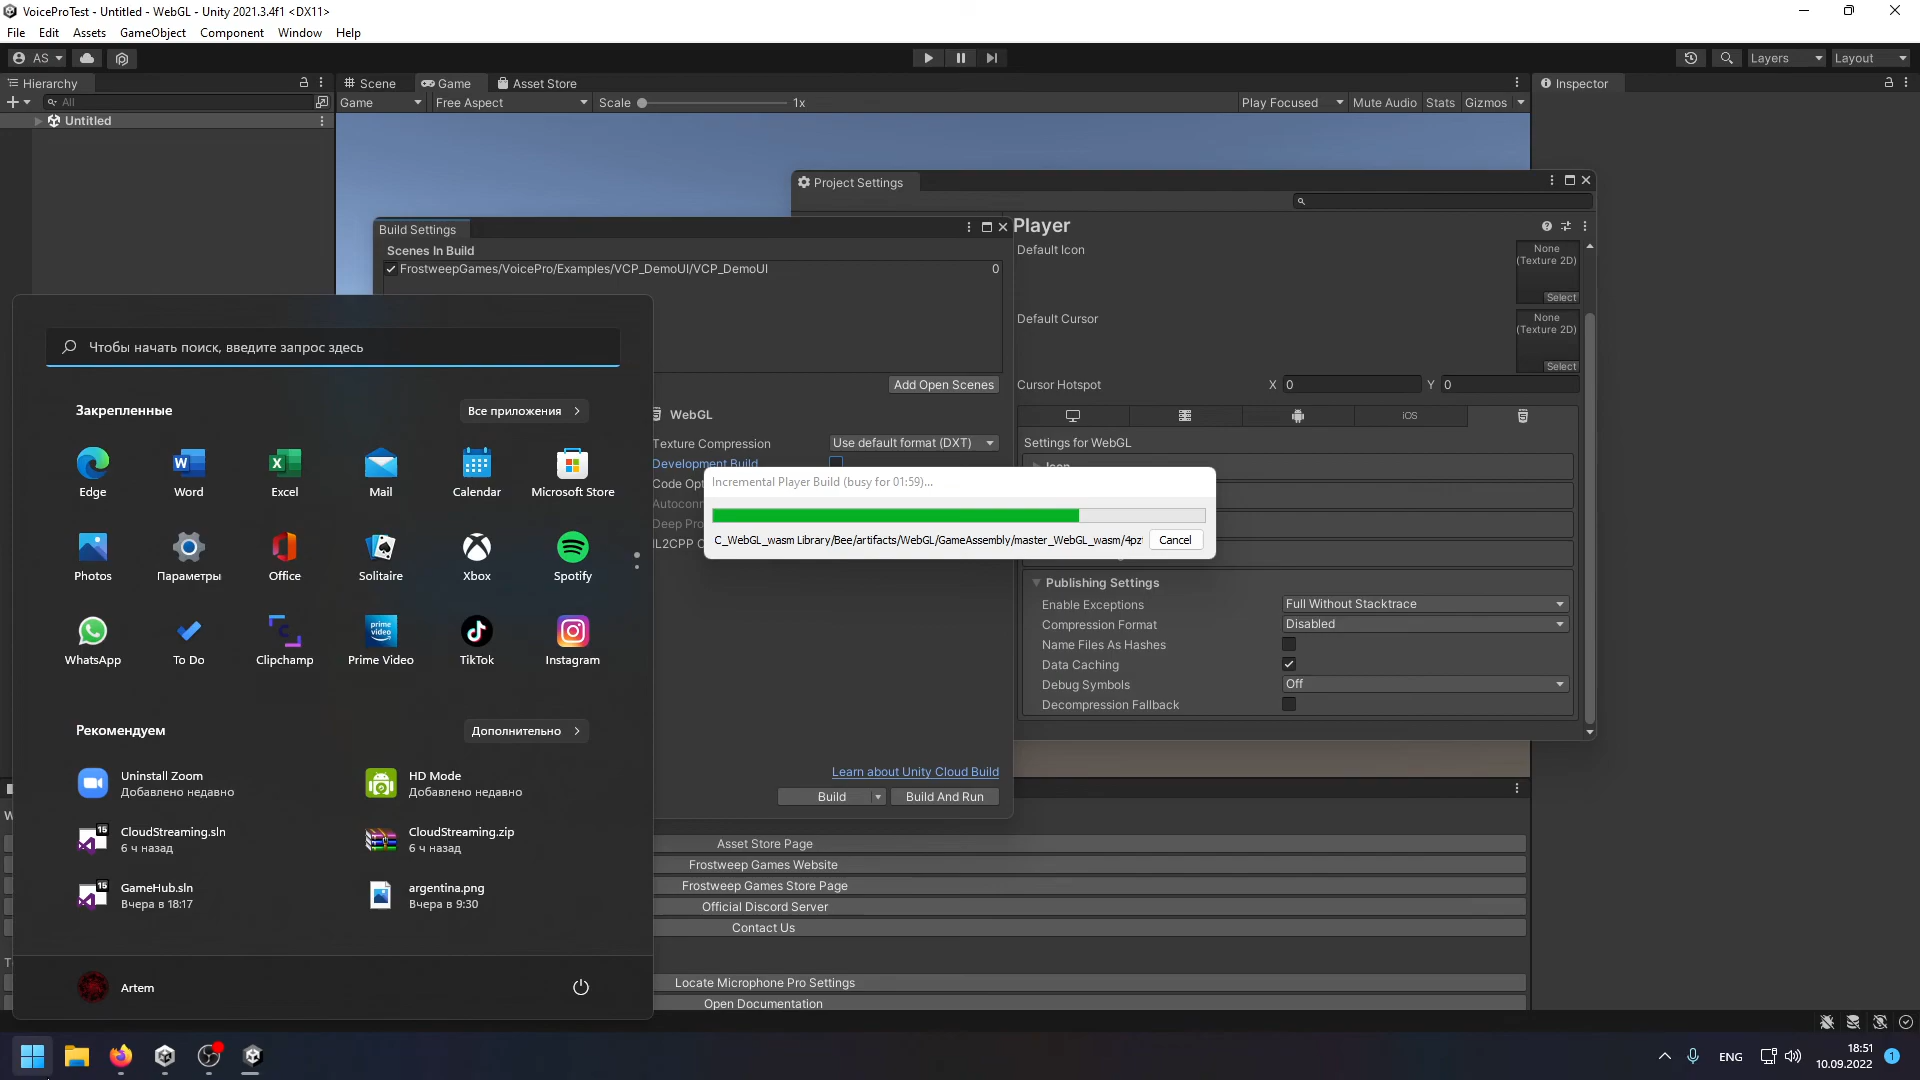 VoiceProTest - Untitled - WebGL - Unity 2021.3.4f1 <DX11>
File Edit Assets GameObject Component Window Help
AS
Layers
Layout
Hierarchy
Scene
Game
Asset Store
Inspector
All
Game
Free Aspect
Scale
1x
Play Focused
Mute Audio
Stats
Gizmos
Untitled
Project Settings
Player
Default Icon
None
(Texture 2D)
Select
Default Cursor
None
(Texture 2D)
Select
Cursor Hotspot
X 0
Y 0
iOS
Settings for WebGL
Publishing Settings
Enable Exceptions
Full Without Stacktrace
Compression Format
Disabled
Name Files As Hashes
Data Caching
Debug Symbols
Off
Decompression Fallback
Build Settings
Scenes In Build
FrostweepGames/VoicePro/Examples/VCP_DemoUI/VCP_DemoUI 0
Add Open Scenes
WebGL
Texture Compression
Use default format (DXT)
Development Build
Code Opt
Autoconn
Deep Pro
IL2CPP C
Learn about Unity Cloud Build
Build
Build And Run
Incremental Player Build (busy for 01:59)...
C_WebGL_wasm Library/Bee/artifacts/WebGL/GameAssembly/master_WebGL_wasm/4pz
Cancel
Чтобы начать поиск, введите запрос здесь
Закрепленные
Все приложения
Edge
Word
Excel
Mail
Calendar
Microsoft Store
Photos
Параметры
Office
Solitaire
Xbox
Spotify
WhatsApp
To Do
Clipchamp
prime video
Prime Video
TikTok
Instagram
Рекомендуем
Дополнительно
Uninstall Zoom
Добавлено недавно
HD Mode
Добавлено недавно
CloudStreaming.sln
6 ч назад
CloudStreaming.zip
6 ч назад
GameHub.sln
Вчера в 18:17
argentina.png
Вчера в 9:30
Artem
Asset Store Page
Frostweep Games Website
Frostweep Games Store Page
Official Discord Server
Contact Us
Locate Microphone Pro Settings
Open Documentation
ENG
18:51
10.09.2022
1